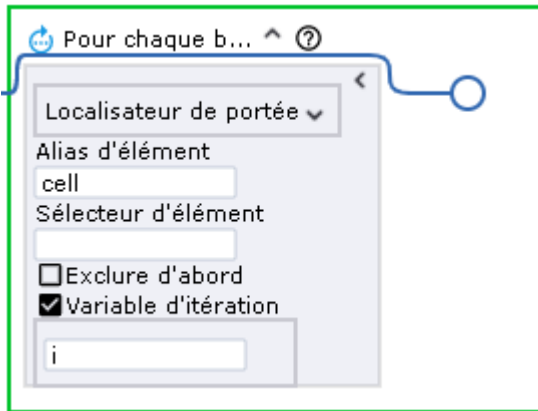 Pour chaque b...
Localisateur de portée
Alias d'élément
cell
Sélecteur d'élément
Exclure d'abord
Variable d'itération
i